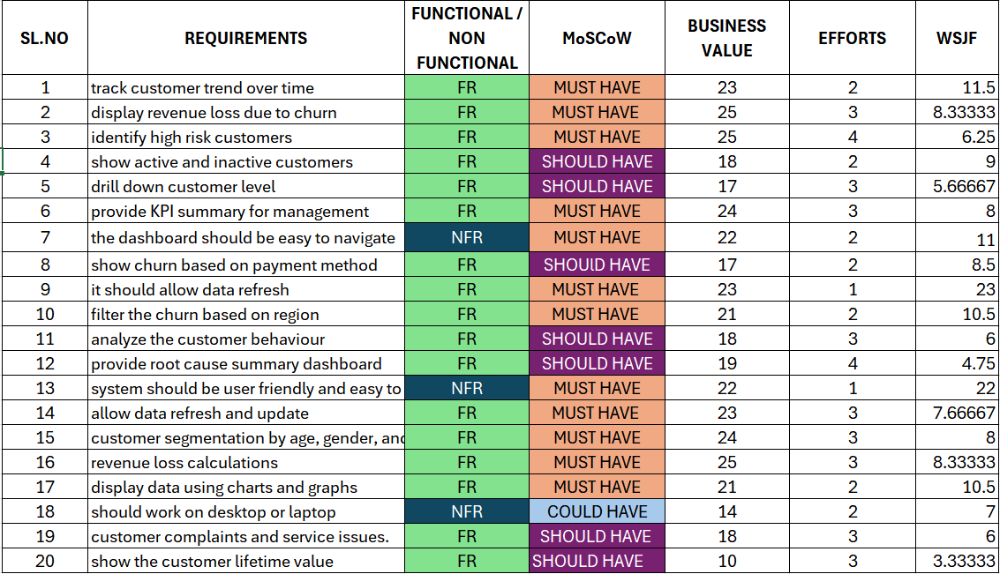 SL.NO REQUIREMENTS FUNCTIONAL / NON FUNCTIONAL MoSCoW BUSINESS VALUE EFFORTS WSJF
1 track customer trend over time FR MUST HAVE 23 2 11.5
2 display revenue loss due to churn FR MUST HAVE 25 3 8.33333
3 identify high risk customers FR MUST HAVE 25 4 6.25
4 show active and inactive customers FR SHOULD HAVE 18 2 9
5 drill down customer level FR SHOULD HAVE 17 3 5.66667
6 provide KPI summary for management FR MUST HAVE 24 3 8
7 the dashboard should be easy to navigate NFR MUST HAVE 22 2 11
8 show churn based on payment method FR SHOUlD HAVE 17 2 8.5
9 it should allow data refresh FR MUST HAVE 23 1 23
10 filter the churn based on region FR MUST HAVE 21 2 10.5
11 analyze the customer behaviour FR SHOULD HAVE 18 3 6
12 provide root cause summary dashboard FR SHOULD HAVE 19 4 4.75
13 system should be user friendly and easy to NFR MUST HAVE 22 1 22
14 allow data refresh and update FR MUST HAVE 23 3 7.66667
15 customer segmentation by age, gender, and FR MUST HAVE 24 3 8
16 revenue loss calculations FR MUST HAVE 25 3 8.33333
17 display data using charts and graphs FR MUST HAVE 21 2 10.5
18 should work on desktop or laptop NFR COULD HAVE 14 2 7
19 customer complaints and service issues. FR SHOULD HAVE 18 3 6
20 show the customer lifetime value FR SHOULD HAVE 10 3 3.33333